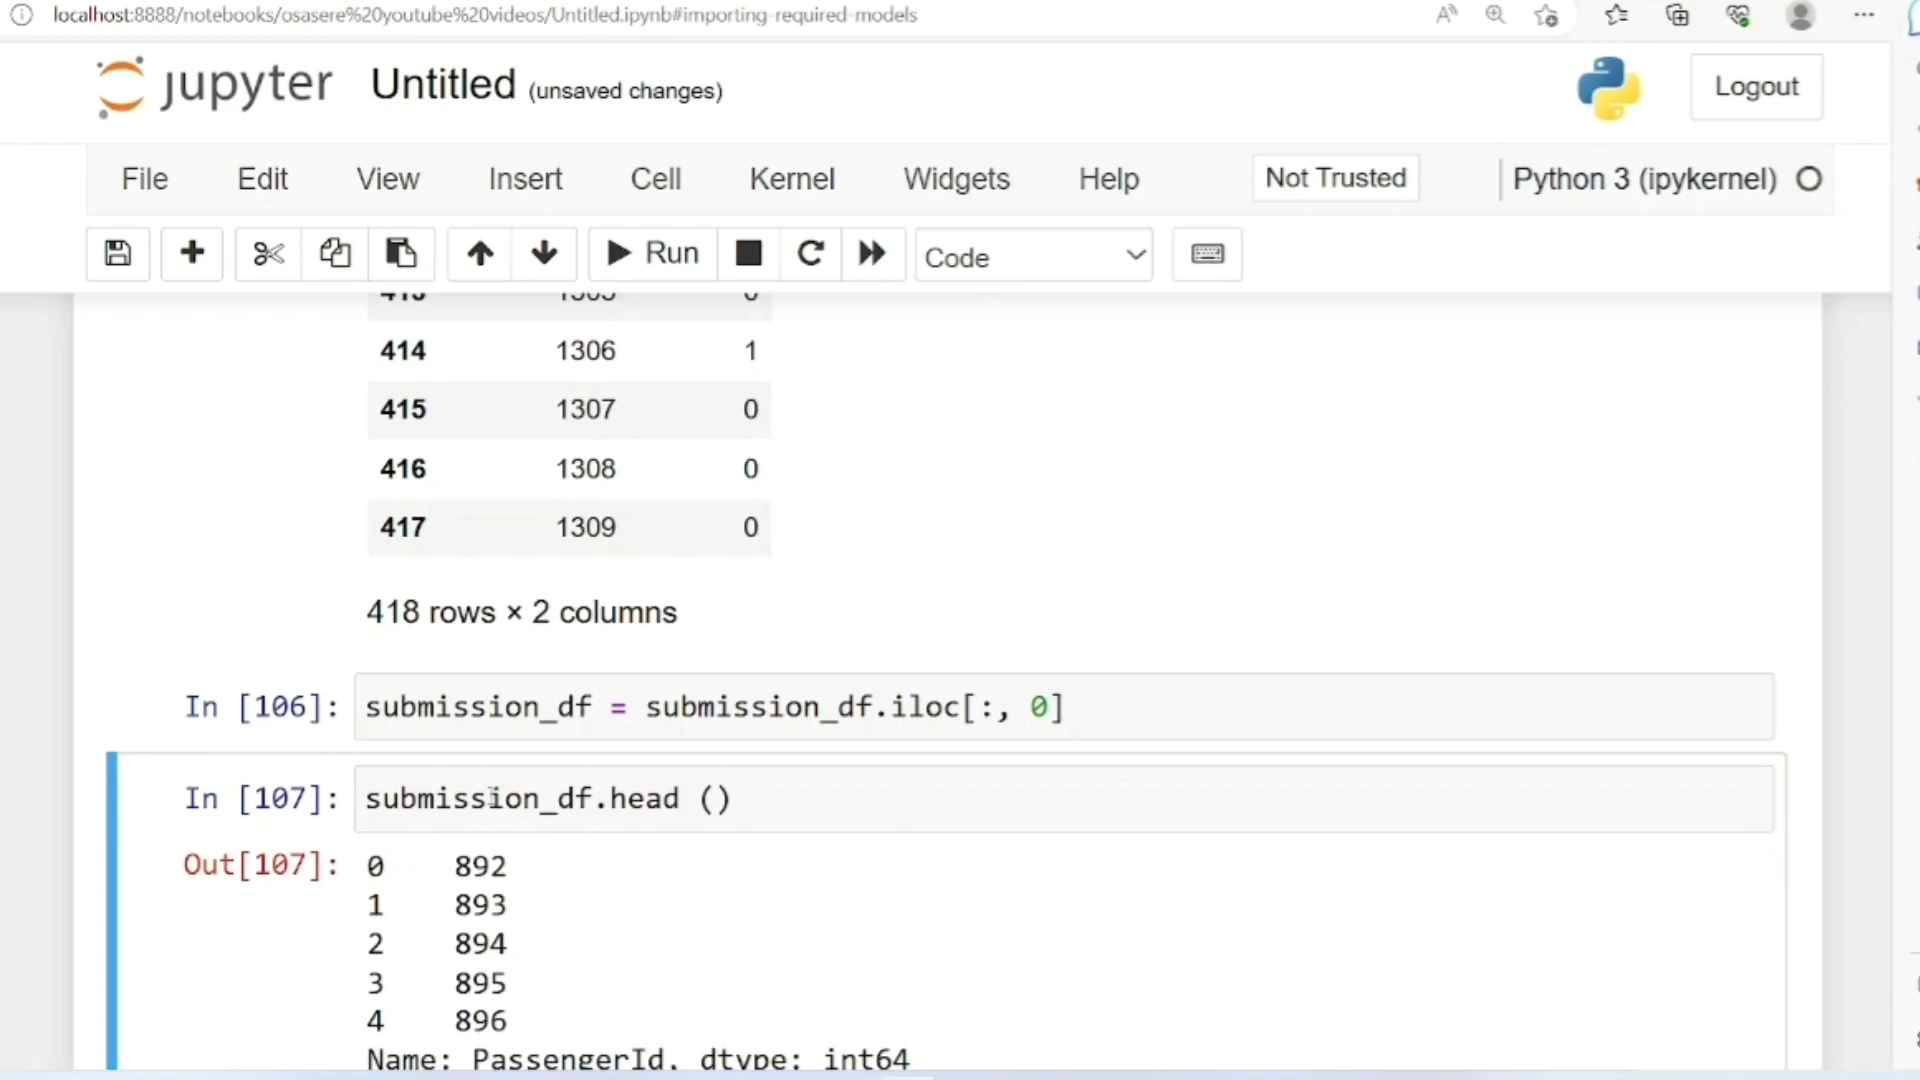 localhost:8888/notebooks/osasere%20youtube%20videos/Untitled.ipynb#importing-required-models
jupyter Untitled (unsaved changes)
Logout
File Edit View Insert Cell Kernel Widgets Help Not Trusted Python 3 (ipykernel)
Run Code
414 1306 1
415 1307 0
416 1308 0
417 1309 0
418 rows × 2 columns
In [106]: submission_df = submission_df.iloc[:, 0]
In [107]: submission_df.head ()
Out[107]: 0 892
1 893
2 894
3 895
4 896
Name: PassengerId, dtype: int64